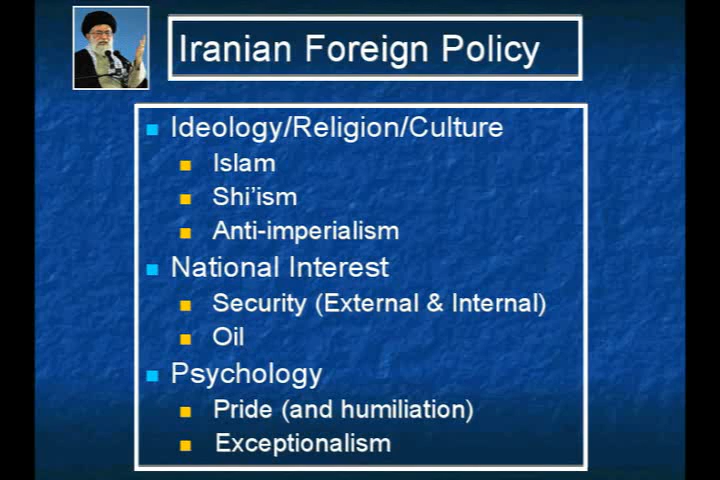 Iranian Foreign Policy
Ideology/Religion/Culture
Islam
Shi'ism
Anti-imperialism
National Interest
Security (External & Internal)
Oil
Psychology
Pride (and humiliation)
Exceptionalism